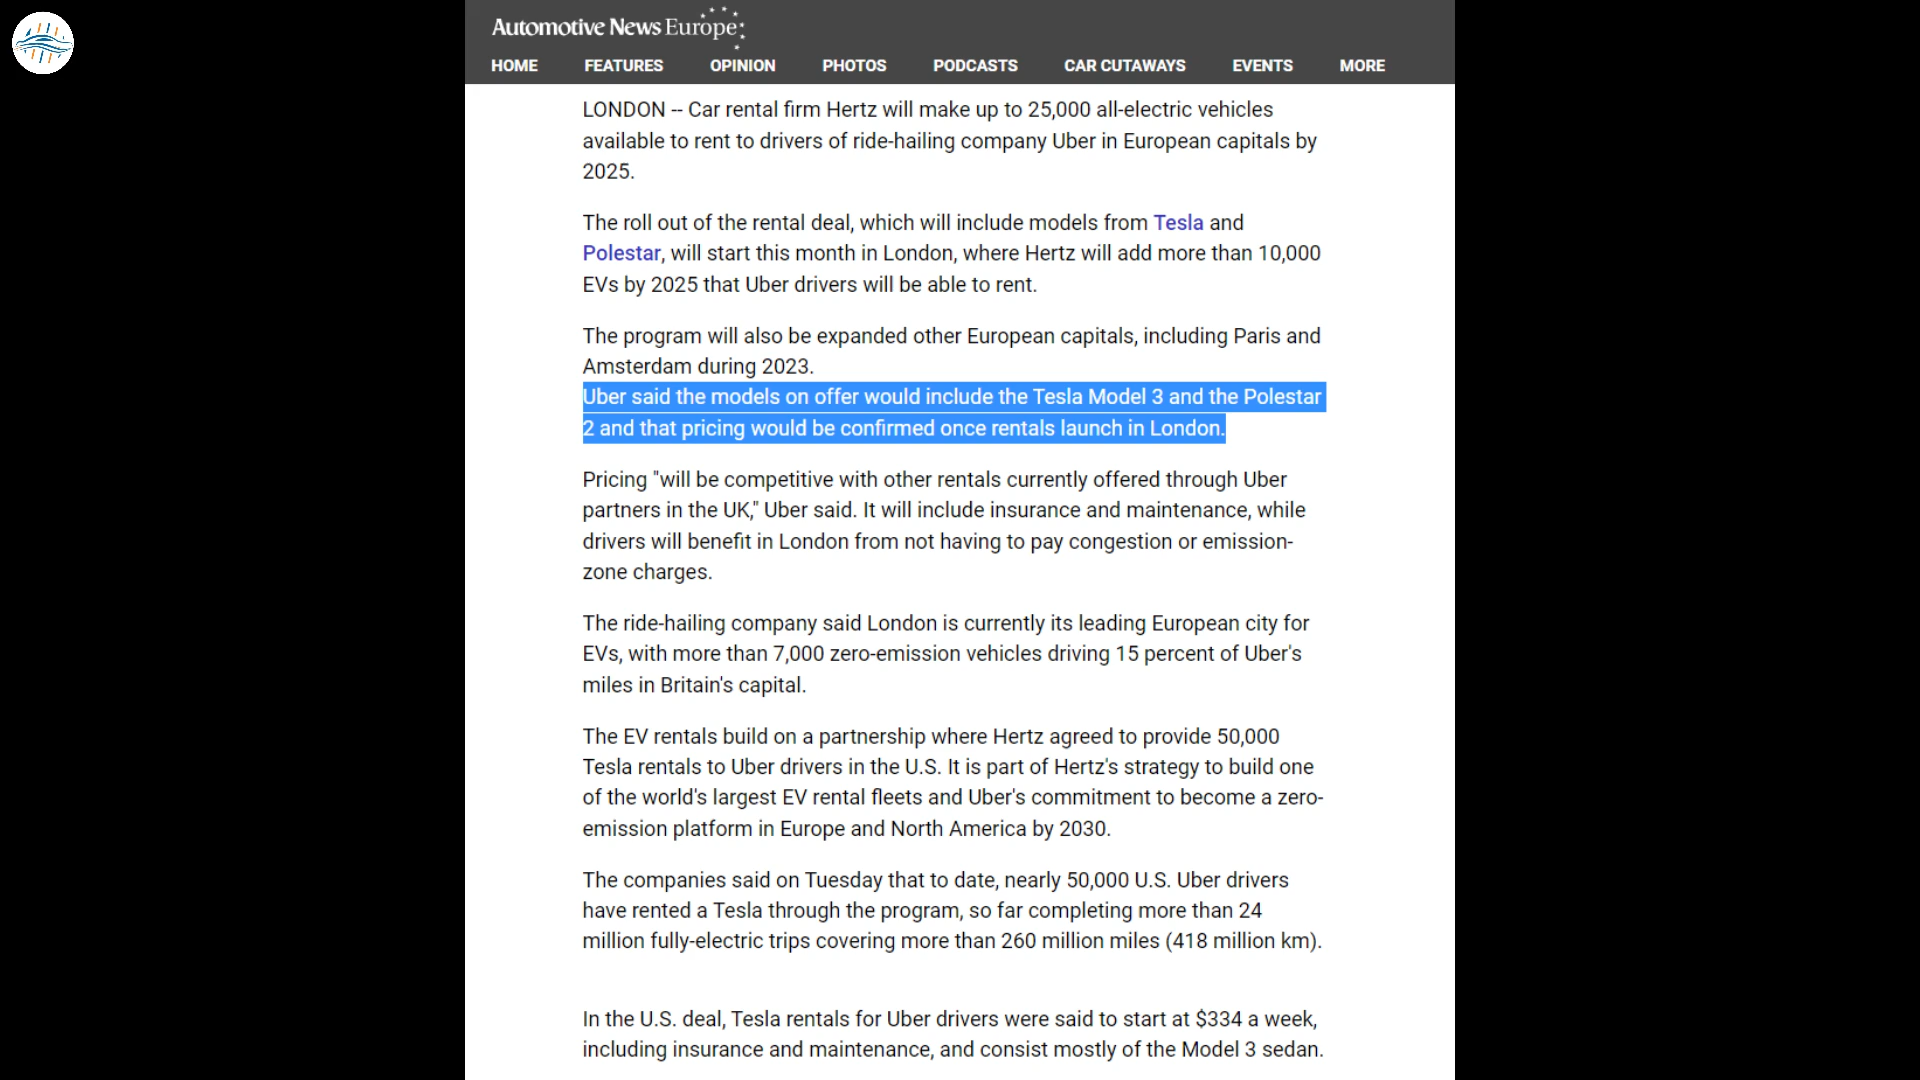 Automotive News Europe
HOME FEATURES OPINION PHOTOS PODCASTS CAR CUTAWAYS EVENTS MORE
LONDON -- Car rental firm Hertz will make up to 25,000 all-electric vehicles
available to rent to drivers of ride-hailing company Uber in European capitals by
2025.
The roll out of the rental deal, which will include models from Tesla and
Polestar, will start this month in London, where Hertz will add more than 10,000
EVs by 2025 that Uber drivers will be able to rent.
The program will also be expanded other European capitals, including Paris and
Amsterdam during 2023.
Uber said the models on offer would include the Tesla Model 3 and the Polestar
2 and that pricing would be confirmed once rentals launch in London.
Pricing "will be competitive with other rentals currently offered through Uber
partners in the UK," Uber said. It will include insurance and maintenance, while
drivers will benefit in London from not having to pay congestion or emission-
zone charges.
The ride-hailing company said London is currently its leading European city for
EVs, with more than 7,000 zero-emission vehicles driving 15 percent of Uber's
miles in Britain's capital.
The EV rentals build on a partnership where Hertz agreed to provide 50,000
Tesla rentals to Uber drivers in the U.S. It is part of Hertz's strategy to build one
of the world's largest EV rental fleets and Uber's commitment to become a zero-
emission platform in Europe and North America by 2030.
The companies said on Tuesday that to date, nearly 50,000 U.S. Uber drivers
have rented a Tesla through the program, so far completing more than 24
million fully-electric trips covering more than 260 million miles (418 million km).
In the U.S. deal, Tesla rentals for Uber drivers were said to start at $334 a week,
including insurance and maintenance, and consist mostly of the Model 3 sedan.